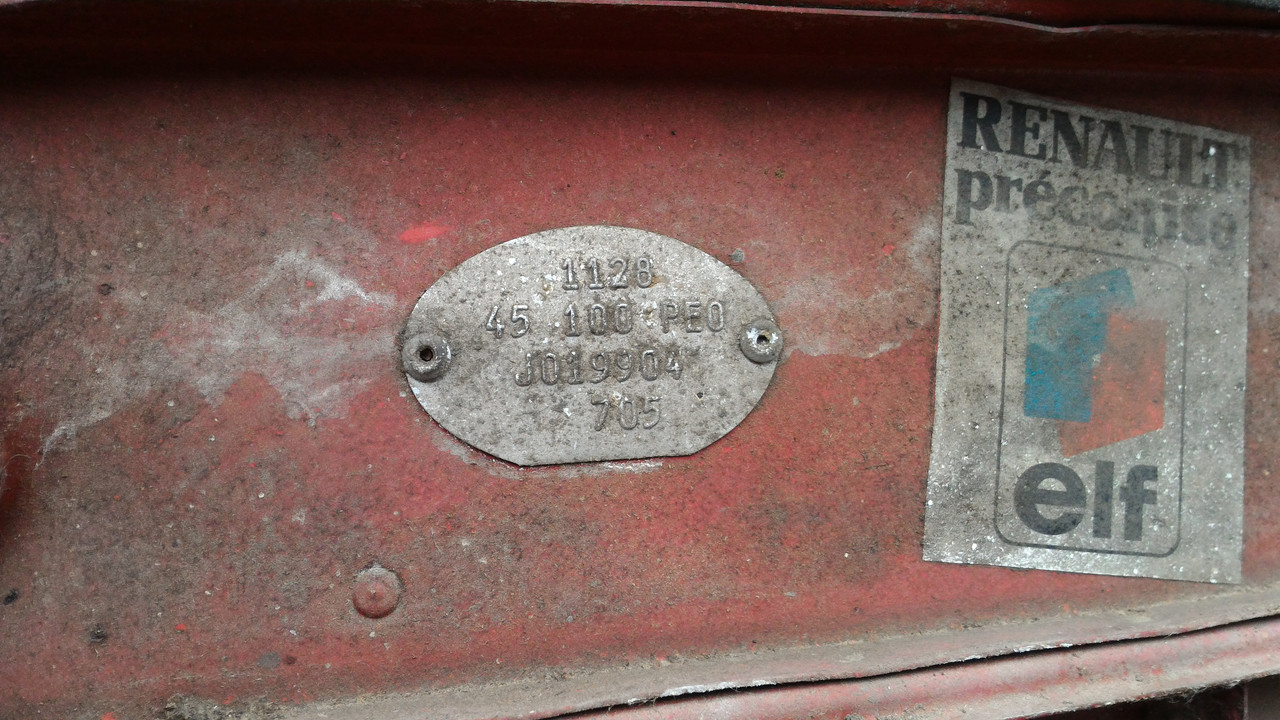 1128
45 100 PEO
J019904
705
RENAULT
préconise
elf